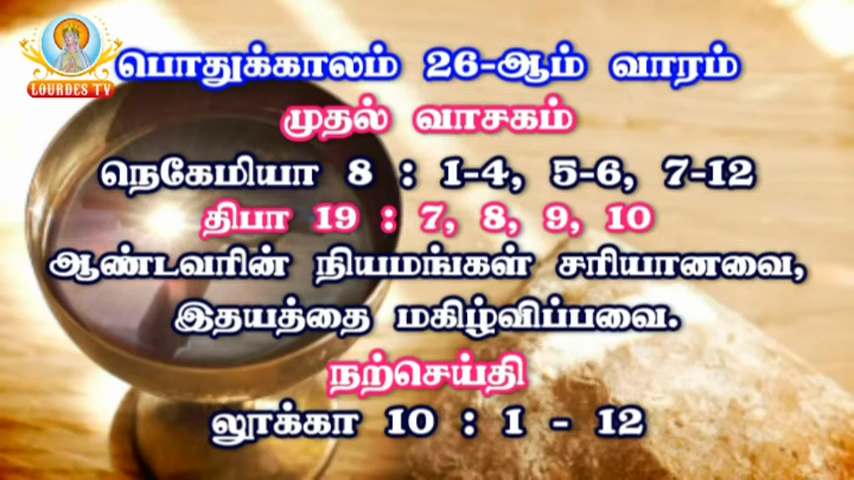 LOURDES TV
பொதுக்காலம் 26-ஆம் வாரம்
முதல் வாசகம்
நெகேமியா 8 : 1-4, 5-6, 7-12
திபா 19 : 7, 8, 9, 10
ஆண்டவரின் நியமங்கள் சரியானவை,
இதயத்தை மகிழ்விப்பவை.
நற்செய்தி
லூக்கா 10 : 1 - 12